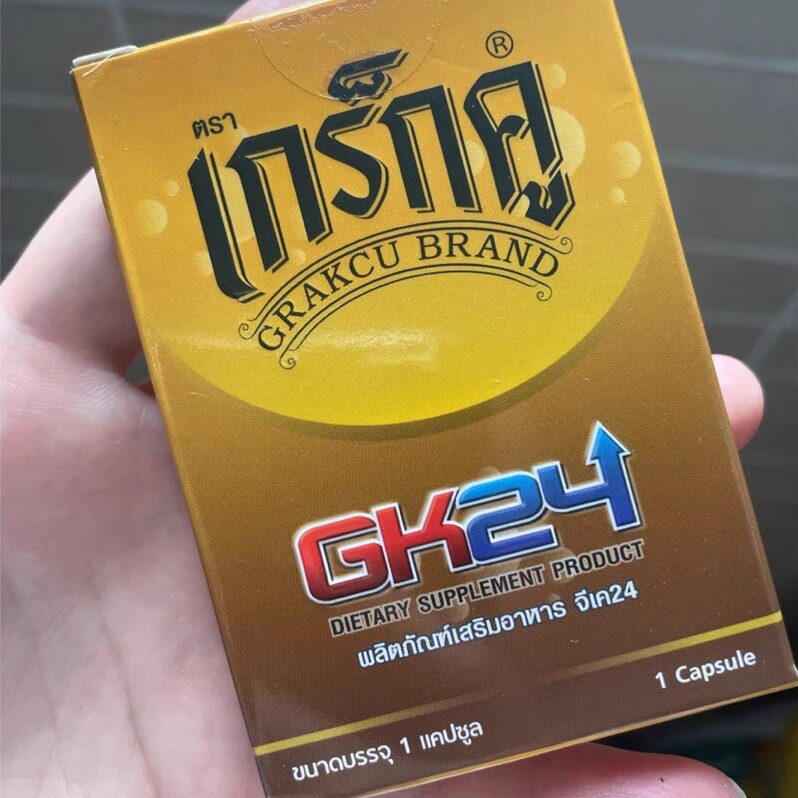 ตรา
เกร็กคู ®
GRAKCU BRAND
GK24
DIETARY SUPPLEMENT PRODUCT
ผลิตภัณฑ์เสริมอาหาร จีเค24
1 Capsule
ขนาดบรรจุ 1 แคปซูล